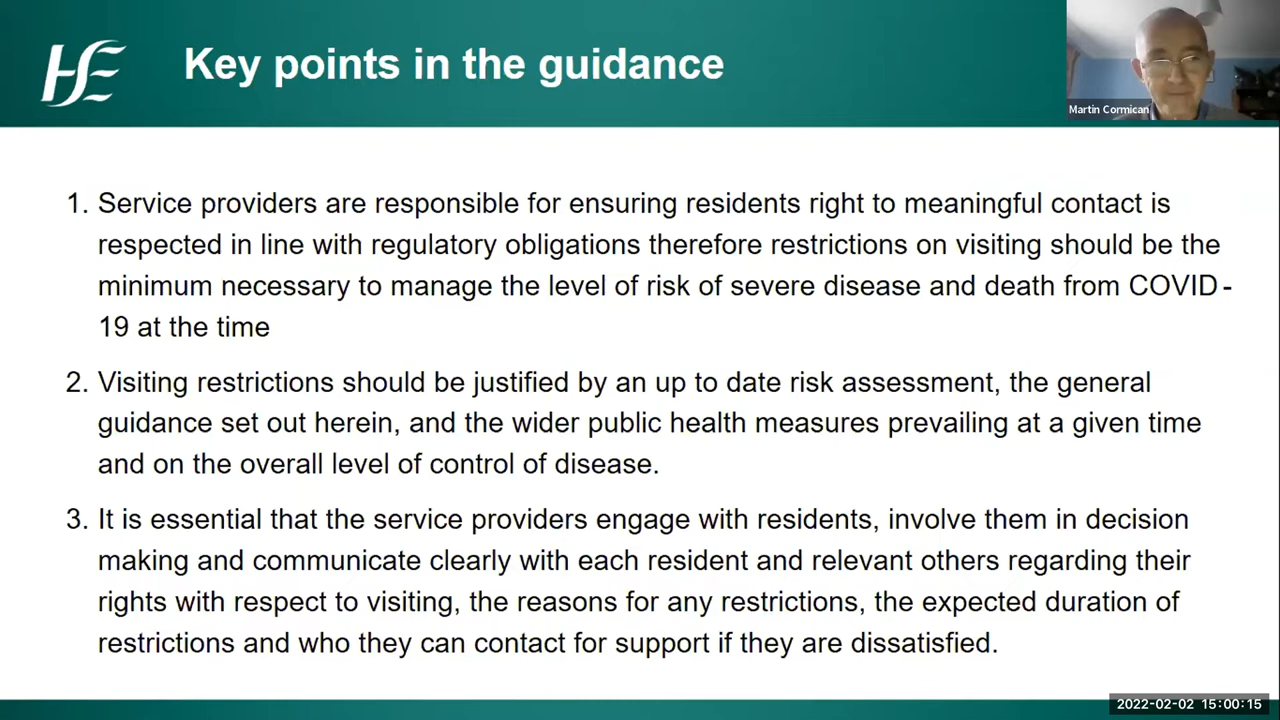 HSE
Key points in the guidance
Martin Cormican
1. Service providers are responsible for ensuring residents right to meaningful contact is
respected in line with regulatory obligations therefore restrictions on visiting should be the
minimum necessary to manage the level of risk of severe disease and death from COVID-
19 at the time
2. Visiting restrictions should be justified by an up to date risk assessment, the general
guidance set out herein, and the wider public health measures prevailing at a given time
and on the overall level of control of disease.
3. It is essential that the service providers engage with residents, involve them in decision
making and communicate clearly with each resident and relevant others regarding their
rights with respect to visiting, the reasons for any restrictions, the expected duration of
restrictions and who they can contact for support if they are dissatisfied.
2022-02-02 15:00:15